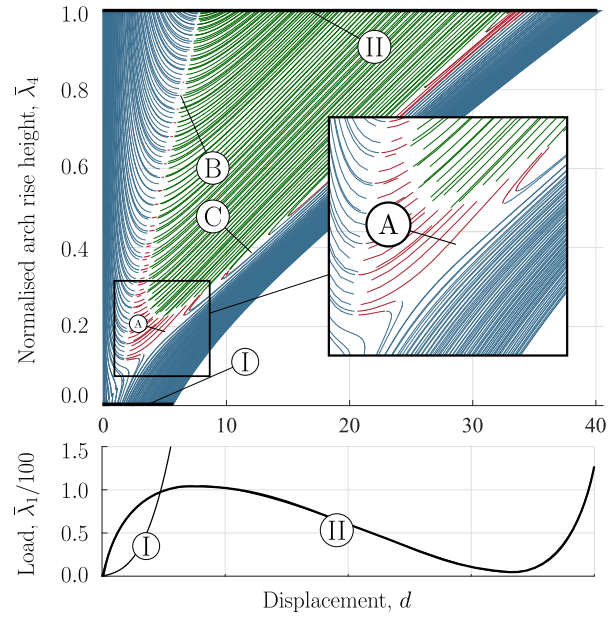 1.0
0.8
0.6
0.4
0.2
0.0
Normalised arch rise height, λ̄₄
II
B
C
A
A
I
0 10 20 30 40
1.5
1.0
0.5
0.0
Load, λ̄₁/100
I
II
Displacement, d